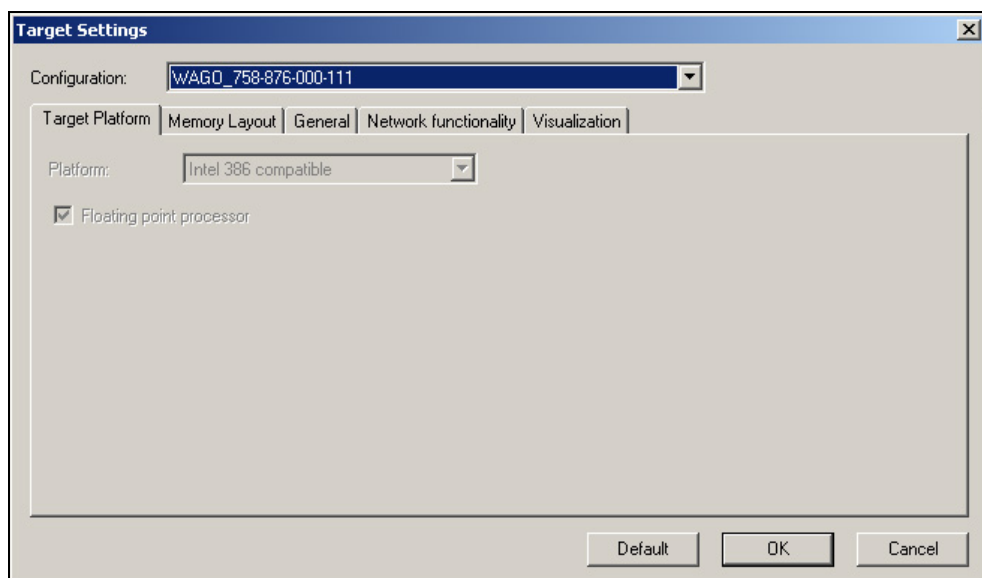 Target Settings
Configuration: WAGO_758-876-000-111
Target Platform Memory Layout General Network functionality Visualization
Platform: Intel 386 compatible
Floating point processor
Default OK Cancel